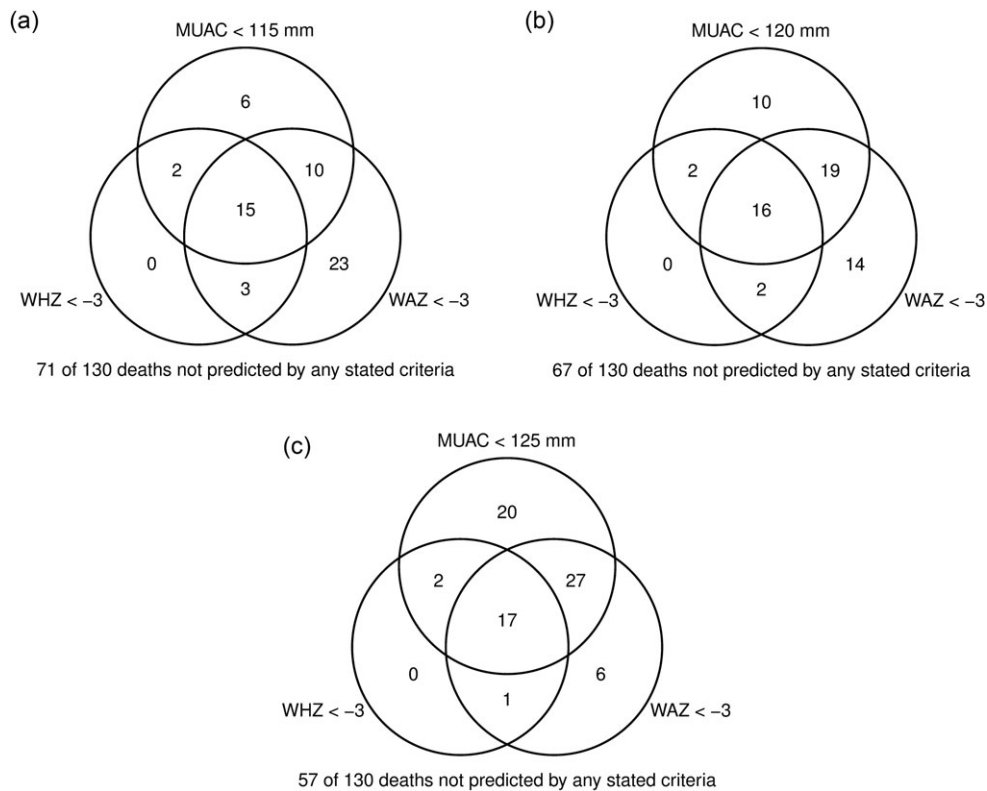 (a)
MUAC < 115 mm
6
2
10
15
0
23
3
WHZ < −3
WAZ < −3
71 of 130 deaths not predicted by any stated criteria
(b)
MUAC < 120 mm
10
2
19
16
0
14
2
WHZ < −3
WAZ < −3
67 of 130 deaths not predicted by any stated criteria
(c)
MUAC < 125 mm
20
2
27
17
0
6
1
WHZ < −3
WAZ < −3
57 of 130 deaths not predicted by any stated criteria